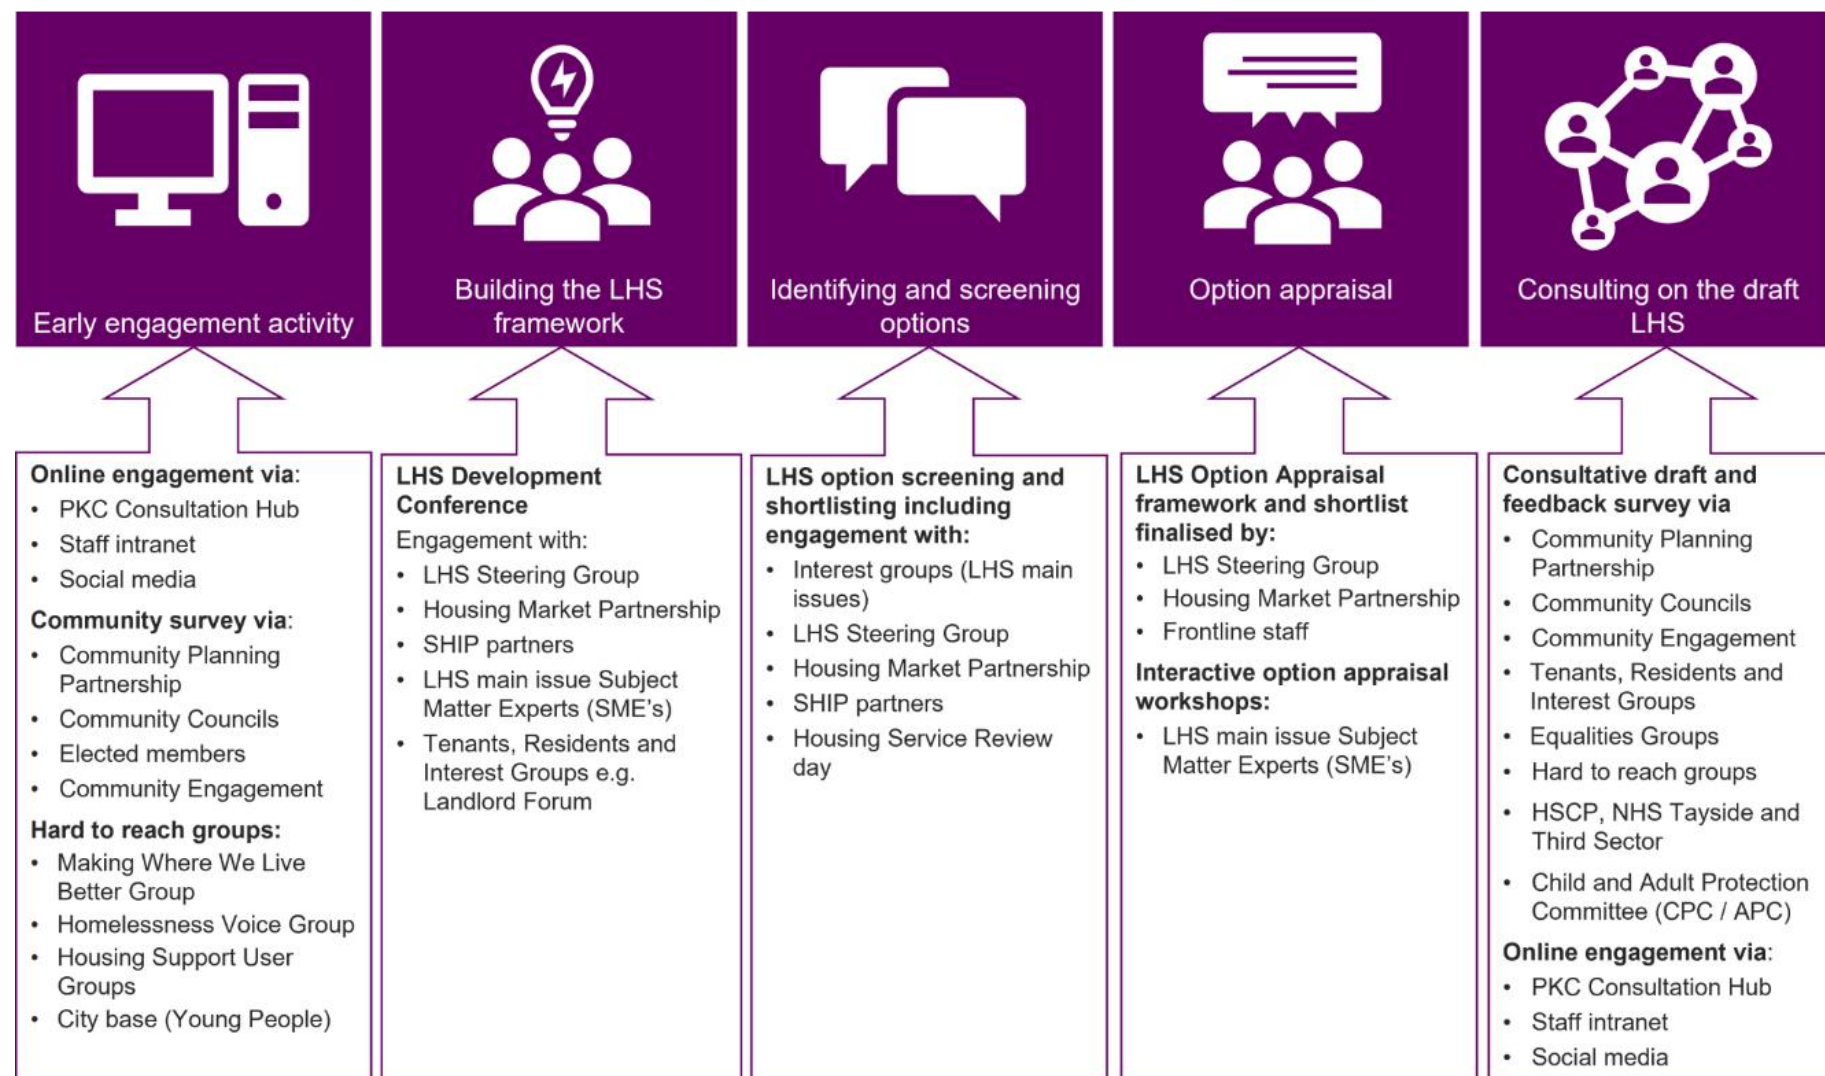 Early engagement activity
Building the LHS
framework
Identifying and screening
options
Option appraisal
Consulting on the draft
LHS
Online engagement via:
• PKC Consultation Hub
• Staff intranet
• Social media
Community survey via:
• Community Planning
Partnership
• Community Councils
• Elected members
• Community Engagement
Hard to reach groups:
• Making Where We Live
Better Group
• Homelessness Voice Group
• Housing Support User
Groups
• City base (Young People)
LHS Development
Conference
Engagement with:
• LHS Steering Group
• Housing Market Partnership
• SHIP partners
• LHS main issue Subject
Matter Experts (SME's)
• Tenants, Residents and
Interest Groups e.g.
Landlord Forum
LHS option screening and
shortlisting including
engagement with:
• Interest groups (LHS main
issues)
• LHS Steering Group
• Housing Market Partnership
• SHIP partners
• Housing Service Review
day
LHS Option Appraisal
framework and shortlist
finalised by:
• LHS Steering Group
• Housing Market Partnership
• Frontline staff
Interactive option appraisal
workshops:
• LHS main issue Subject
Matter Experts (SME's)
Consultative draft and
feedback survey via
• Community Planning
Partnership
• Community Councils
• Community Engagement
• Tenants, Residents and
Interest Groups
• Equalities Groups
• Hard to reach groups
• HSCP, NHS Tayside and
Third Sector
• Child and Adult Protection
Committee (CPC / APC)
Online engagement via:
• PKC Consultation Hub
• Staff intranet
• Social media